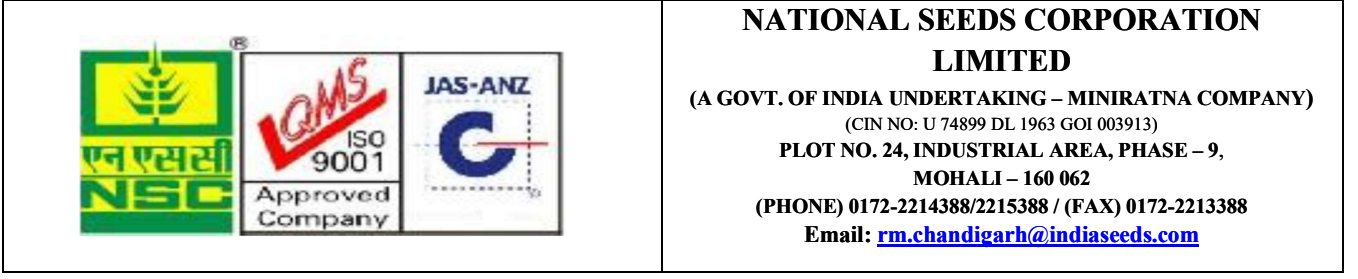 ®
एन एस सी
NSC
QMS
ISO
9001
Approved
Company
JAS-ANZ
NATIONAL SEEDS CORPORATION
LIMITED
(A GOVT. OF INDIA UNDERTAKING – MINIRATNA COMPANY)
(CIN NO: U 74899 DL 1963 GOI 003913)
PLOT NO. 24, INDUSTRIAL AREA, PHASE – 9,
MOHALI – 160 062
(PHONE) 0172-2214388/2215388 / (FAX) 0172-2213388
Email: rm.chandigarh@indiaseeds.com